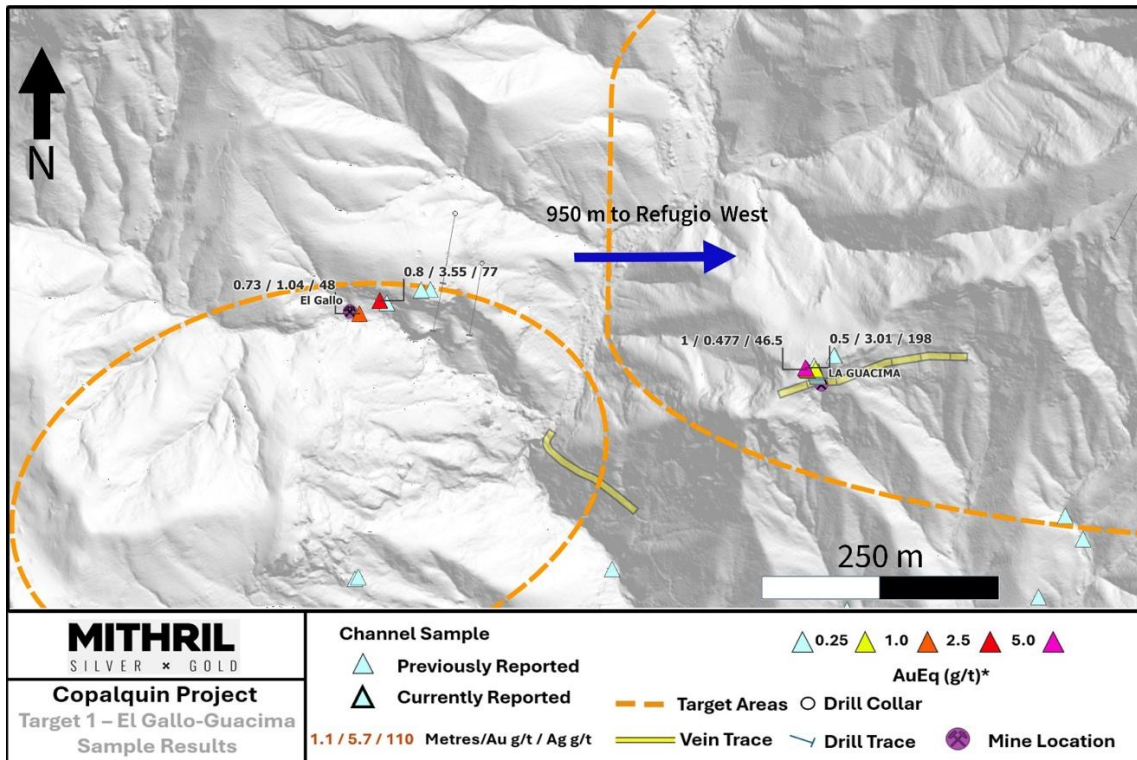 N
950 m to Refugio West
0.8 / 3.55 / 77
0.73 / 1.04 / 48
El Gallo
1 / 0.477 / 46.5
0.5 / 3.01 / 198
LA GUACIMA
250 m
MITHRIL
SILVER × GOLD
Copalquin Project
Target 1 – El Gallo-Guacima
Sample Results
Channel Sample
Previously Reported
Currently Reported
1.1 / 5.7 / 110 Metres/Au g/t / Ag g/t
0.25 1.0 2.5 5.0
AuEq (g/t)*
Target Areas
Drill Collar
Vein Trace
Drill Trace
Mine Location